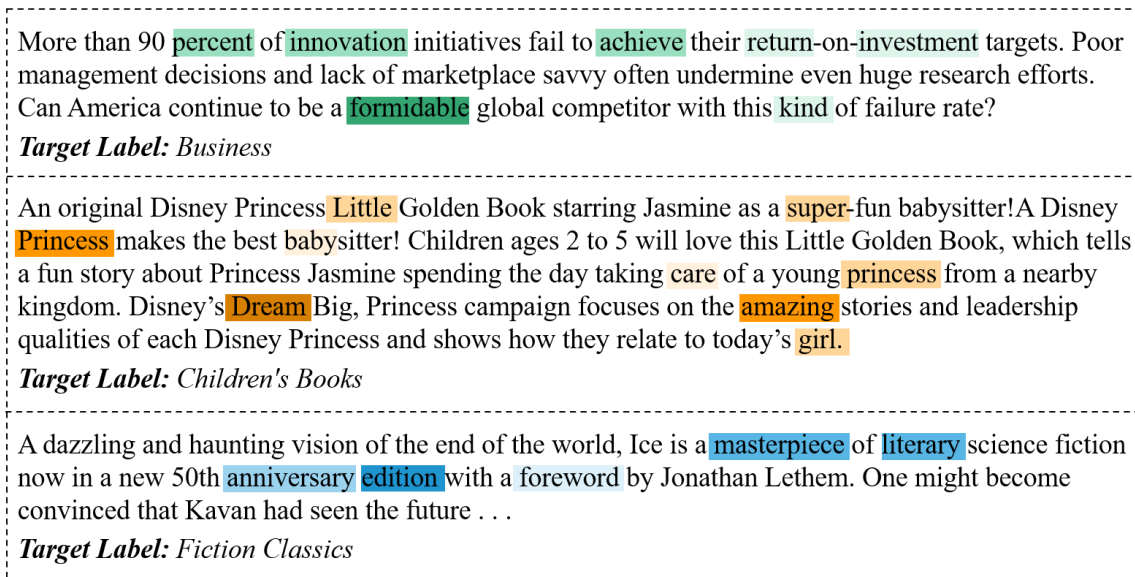 More than 90 percent of innovation initiatives fail to achieve their return-on-investment targets. Poor
management decisions and lack of marketplace savvy often undermine even huge research efforts.
Can America continue to be a formidable global competitor with this kind of failure rate?
Target Label: Business
An original Disney Princess Little Golden Book starring Jasmine as a super-fun babysitter!A Disney
Princess makes the best babysitter! Children ages 2 to 5 will love this Little Golden Book, which tells
a fun story about Princess Jasmine spending the day taking care of a young princess from a nearby
kingdom. Disney’s Dream Big, Princess campaign focuses on the amazing stories and leadership
qualities of each Disney Princess and shows how they relate to today’s girl.
Target Label: Children's Books
A dazzling and haunting vision of the end of the world, Ice is a masterpiece of literary science fiction
now in a new 50th anniversary edition with a foreword by Jonathan Lethem. One might become
convinced that Kavan had seen the future . . .
Target Label: Fiction Classics